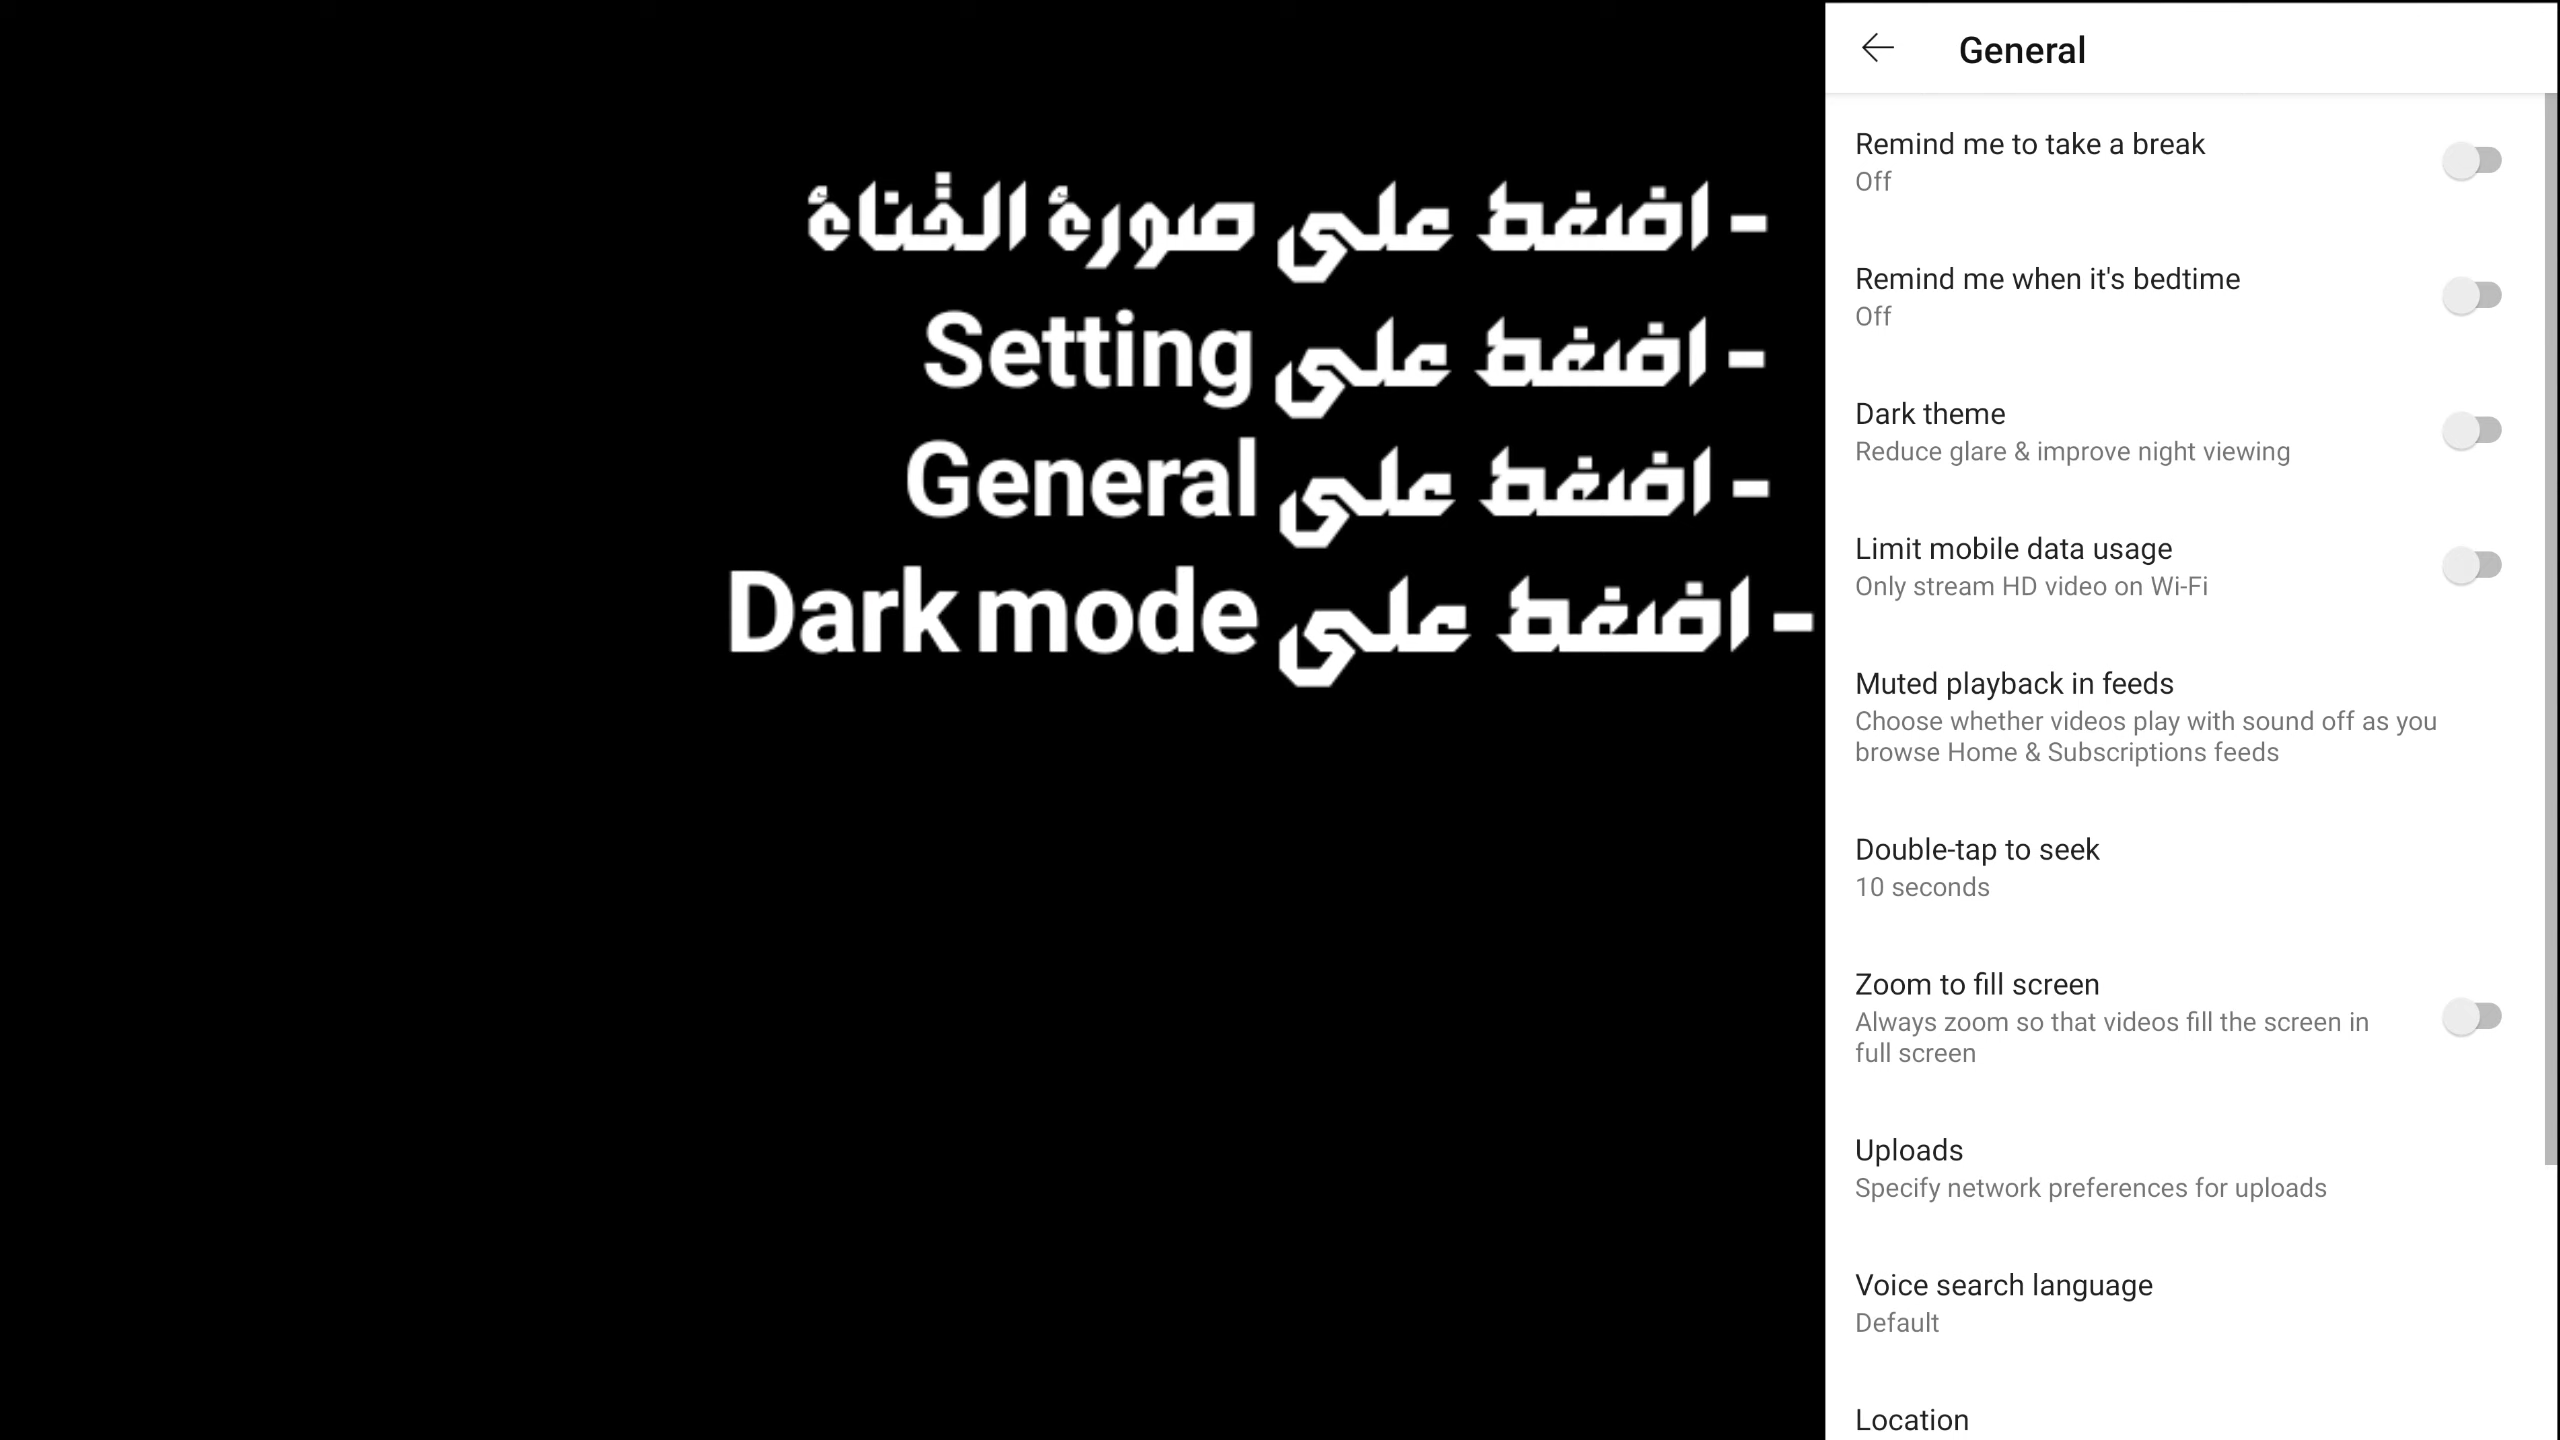 - اضغط على صورة القناة
- اضغط على Setting
- اضغط على General
- اضغط على Dark mode
General
Remind me to take a break
Off
Remind me when it's bedtime
Off
Dark theme
Reduce glare & improve night viewing
Limit mobile data usage
Only stream HD video on Wi-Fi
Muted playback in feeds
Choose whether videos play with sound off as you
browse Home & Subscriptions feeds
Double-tap to seek
10 seconds
Zoom to fill screen
Always zoom so that videos fill the screen in
full screen
Uploads
Specify network preferences for uploads
Voice search language
Default
Location